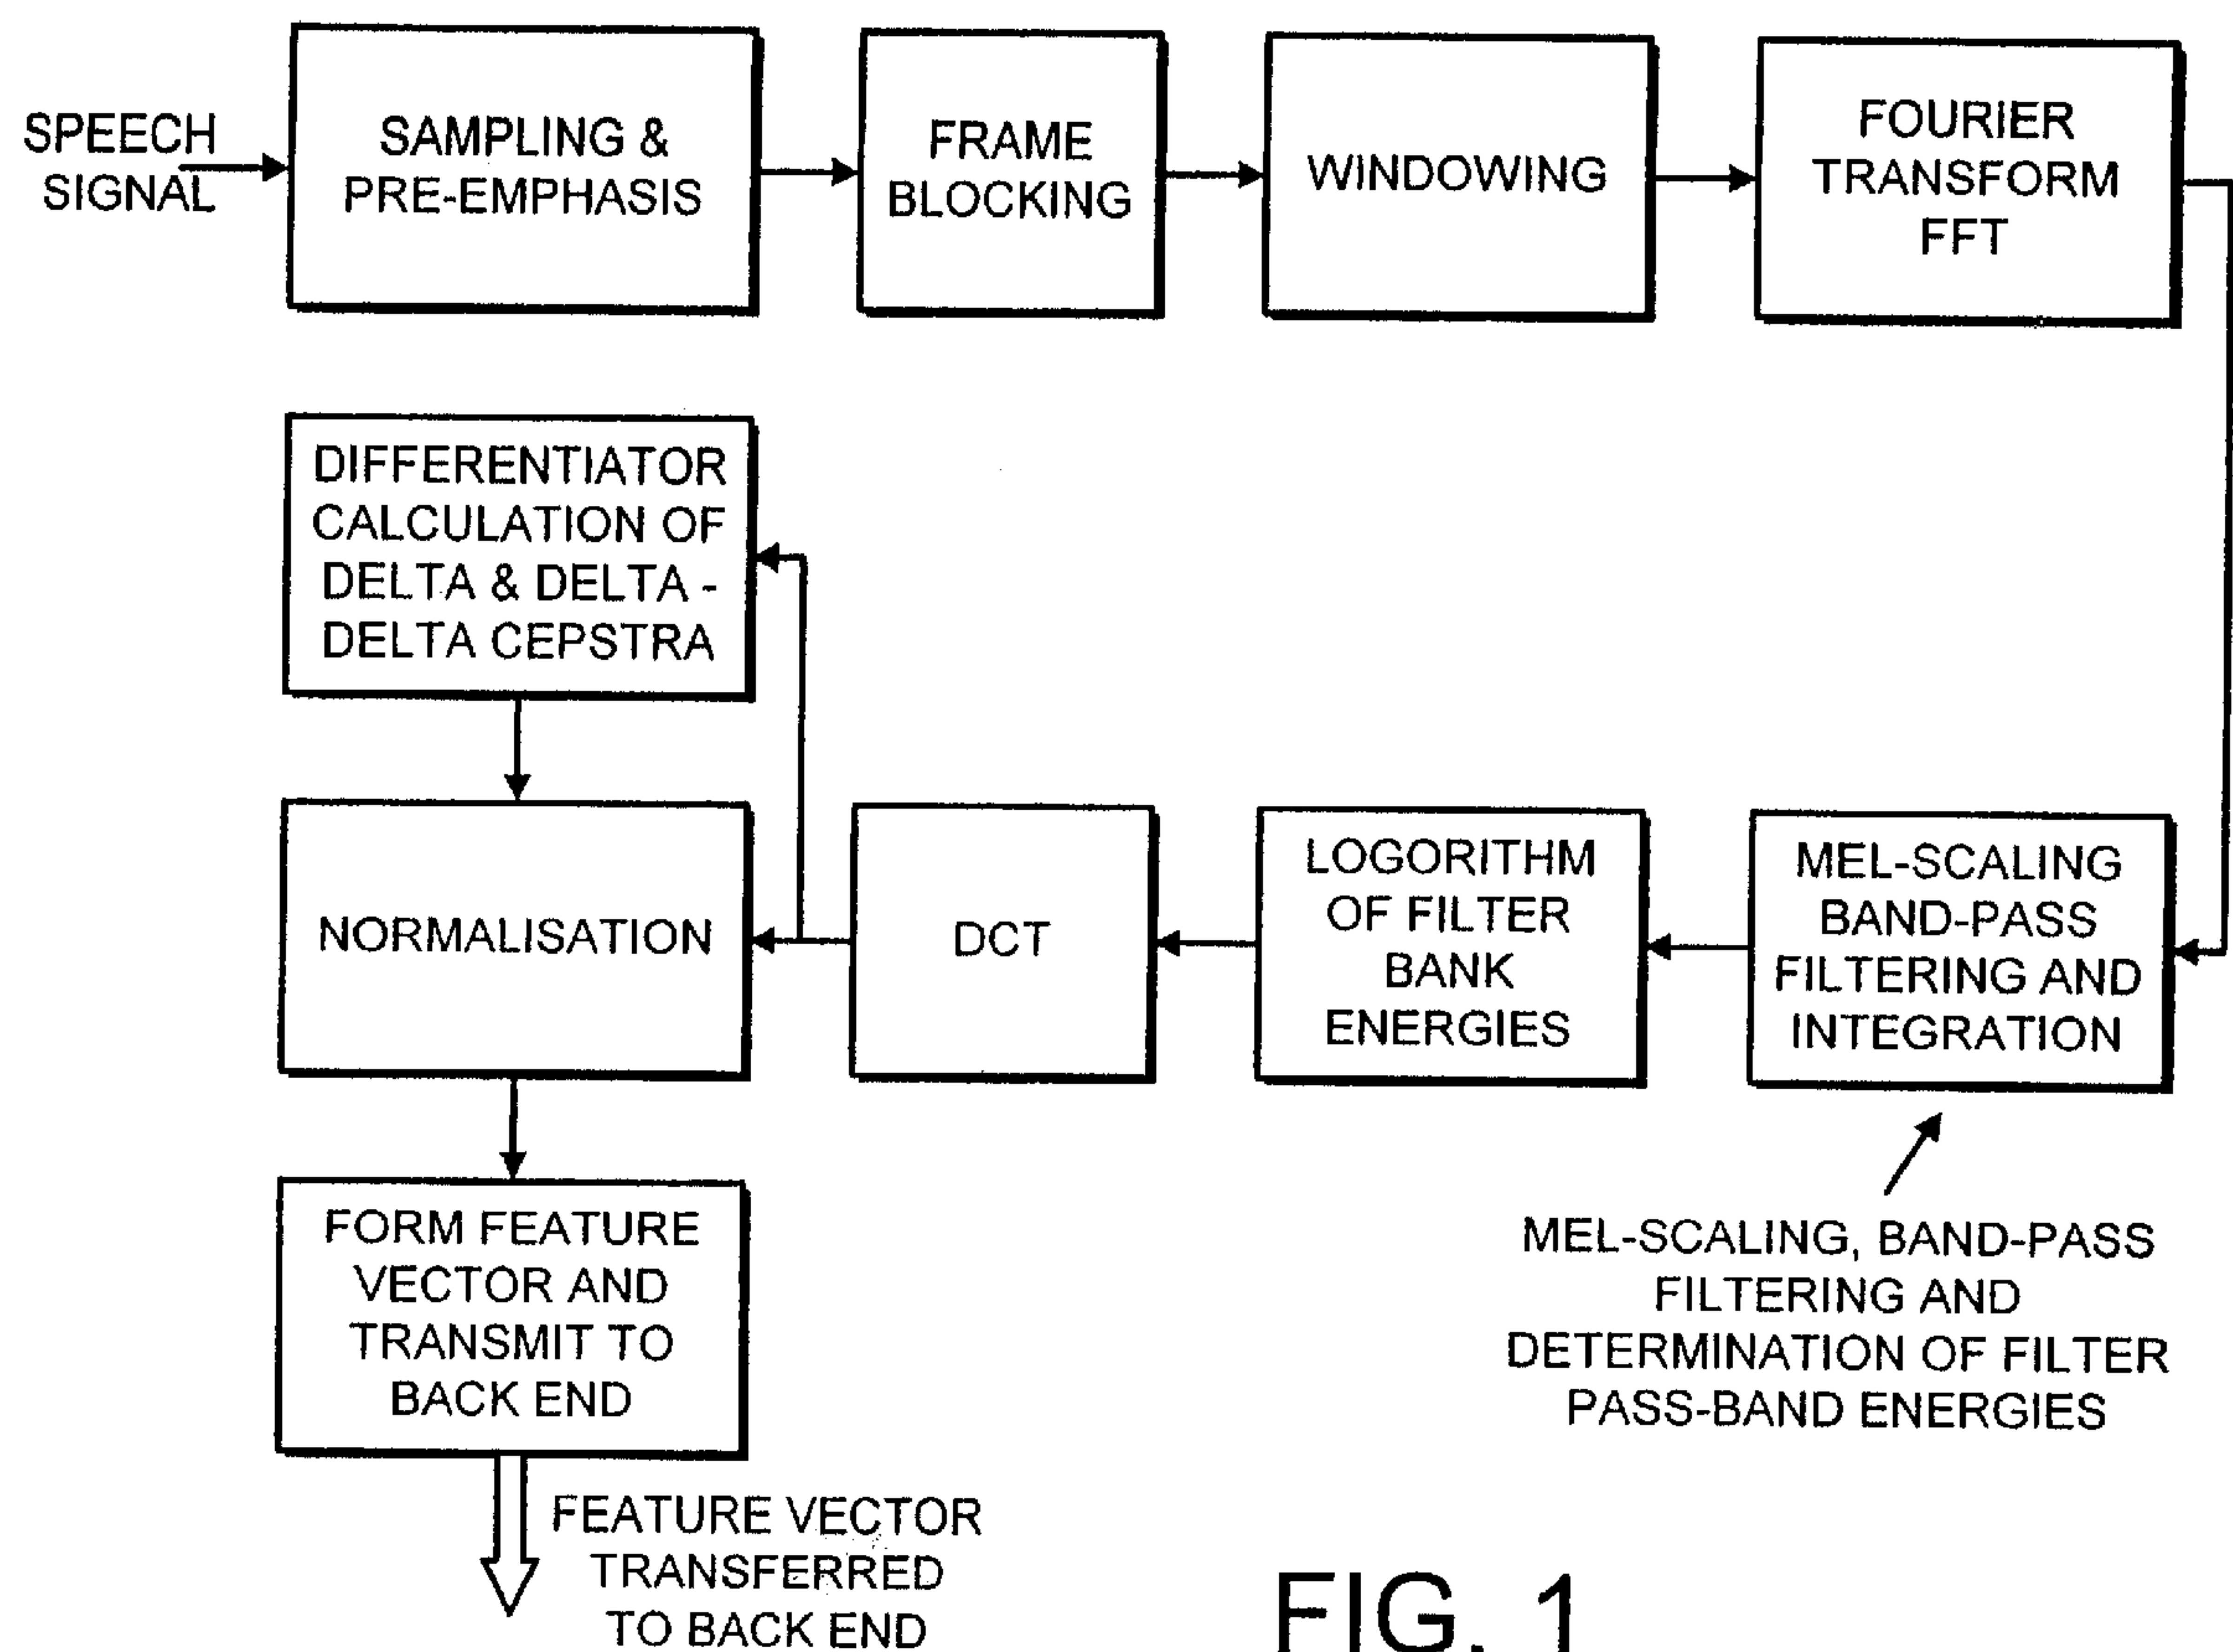 SPEECH
SIGNAL
SAMPLING &
PRE-EMPHASIS
FRAME
BLOCKING
WINDOWING
FOURIER
TRANSFORM
FFT
DIFFERENTIATOR
CALCULATION OF
DELTA & DELTA -
DELTA CEPSTRA
NORMALISATION
DCT
LOGORITHM
OF FILTER
BANK
ENERGIES
MEL-SCALING
BAND-PASS
FILTERING AND
INTEGRATION
FORM FEATURE
VECTOR AND
TRANSMIT TO
BACK END
MEL-SCALING, BAND-PASS
FILTERING AND
DETERMINATION OF FILTER
PASS-BAND ENERGIES
FEATURE VECTOR
TRANSFERRED
TO BACK END
FIG. 1